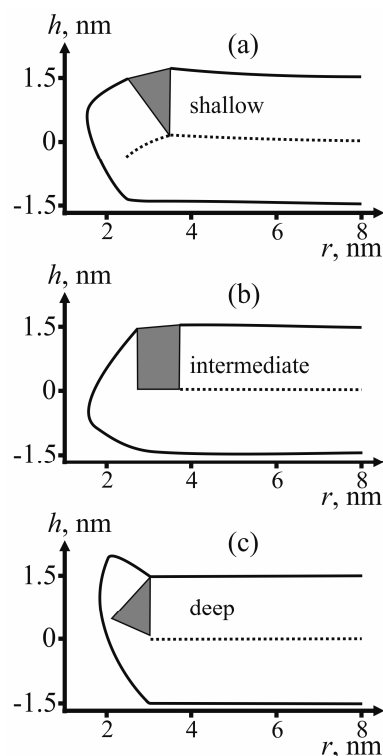 h, nm
(a)
1.5
shallow
0
-1.5
2
4
6
8
r, nm
h, nm
(b)
1.5
intermediate
0
-1.5
2
4
6
8
r, nm
h, nm
(c)
1.5
deep
0
-1.5
2
4
6
8
r, nm